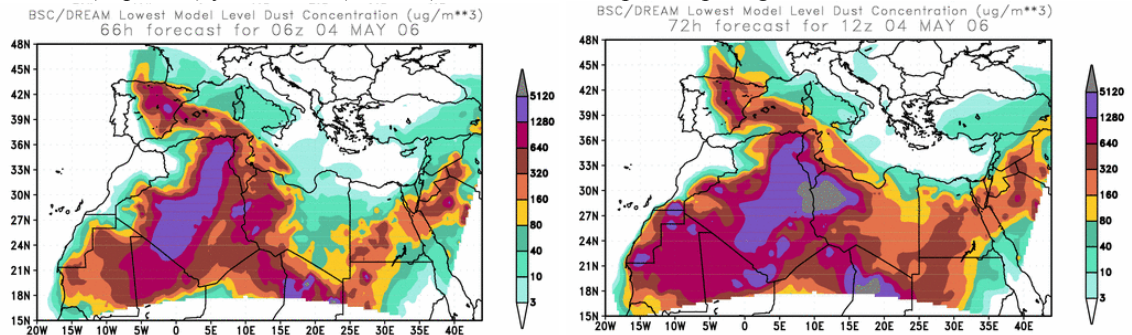 BSC/DREAM Lowest Model Level Dust Concentration (ug/m**3)
66h forecast for 06z 04 MAY 06
48N
45N
42N
39N
36N
33N
30N
27N
24N
21N
18N
15N
20W 15W 10W 5W 0 5E 10E 15E 20E 25E 30E 35E 40E
5120
1280
640
320
160
80
40
10
3
BSC/DREAM Lowest Model Level Dust Concentration (ug/m**3)
72h forecast for 12z 04 MAY 06
48N
45N
42N
39N
36N
33N
30N
27N
24N
21N
18N
15N
20W 15W 10W 5W 0 5E 10E 15E 20E 25E 30E 35E 40E
5120
1280
640
320
160
80
40
10
3